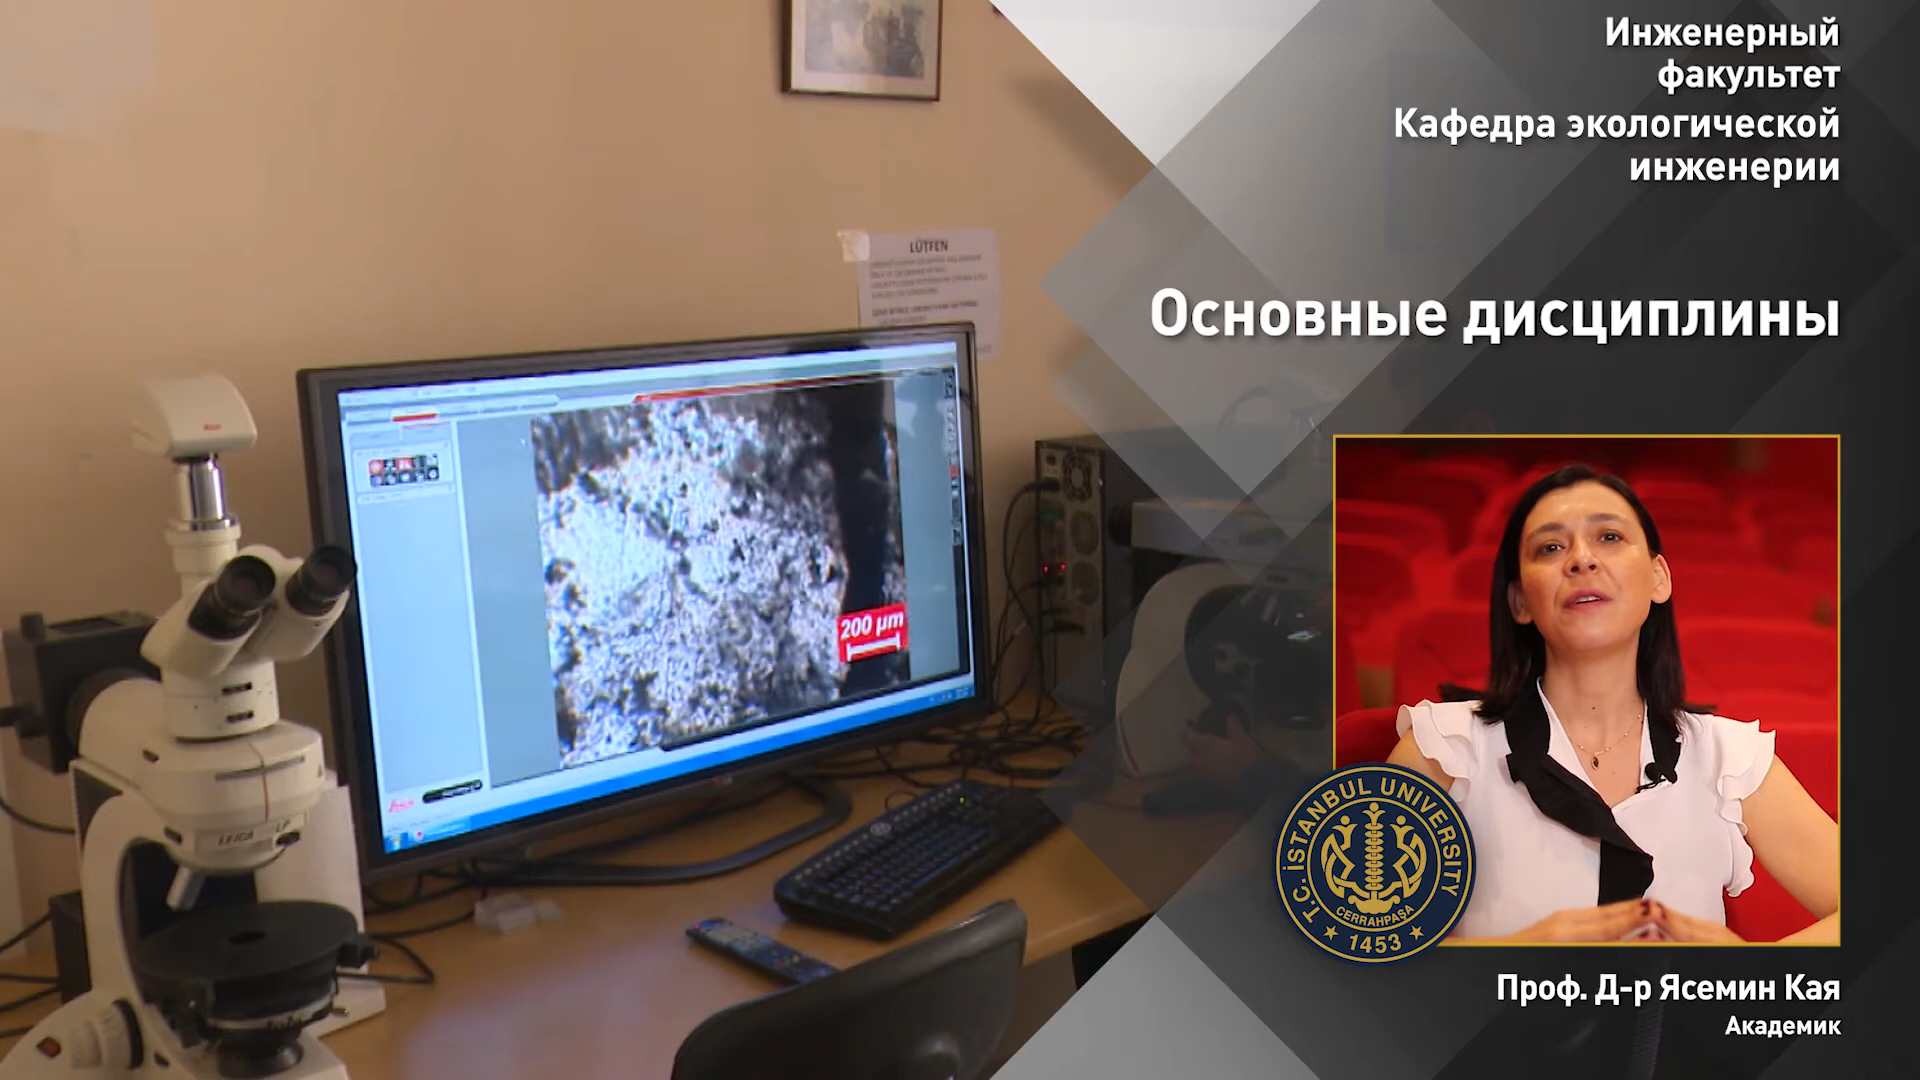 Инженерный
факультет
Кафедра экологической
инженерии
Основные дисциплины
LÜTFEN
200 µm
LEICA
T.C. İSTANBUL UNIVERSITY
CERRAHPAŞA
1453
Проф. Д-р Ясемин Кая
Академик